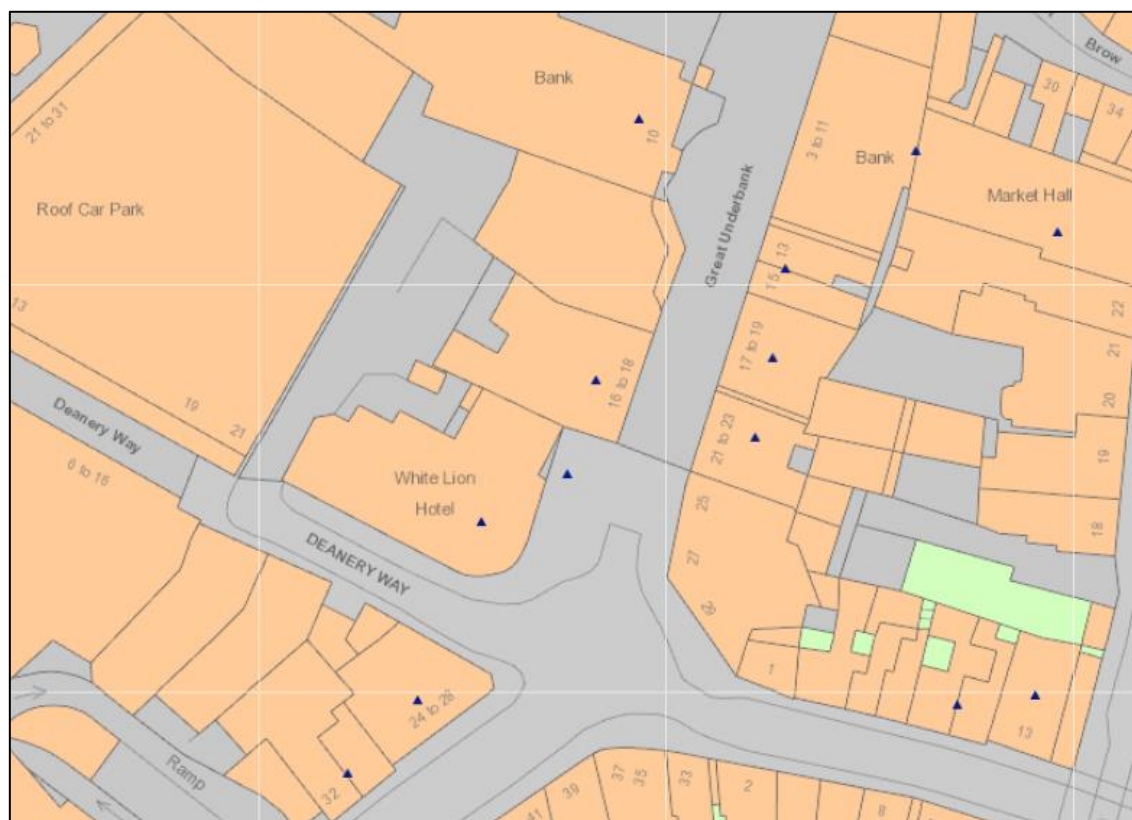 Brow
Bank
30
34
21 to 31
10
3 to 11
Bank
Market Hall
Roof Car Park
Great Underbank
13
15
22
13
17 to 19
21
16 to 18
20
Deanery Way
19
21
21 to 23
19
6 to 16
White Lion
Hotel
25
18
DEANERY WAY
27
1
24 to 28
13
Ramp
32
37
35
33
2
39
41
8